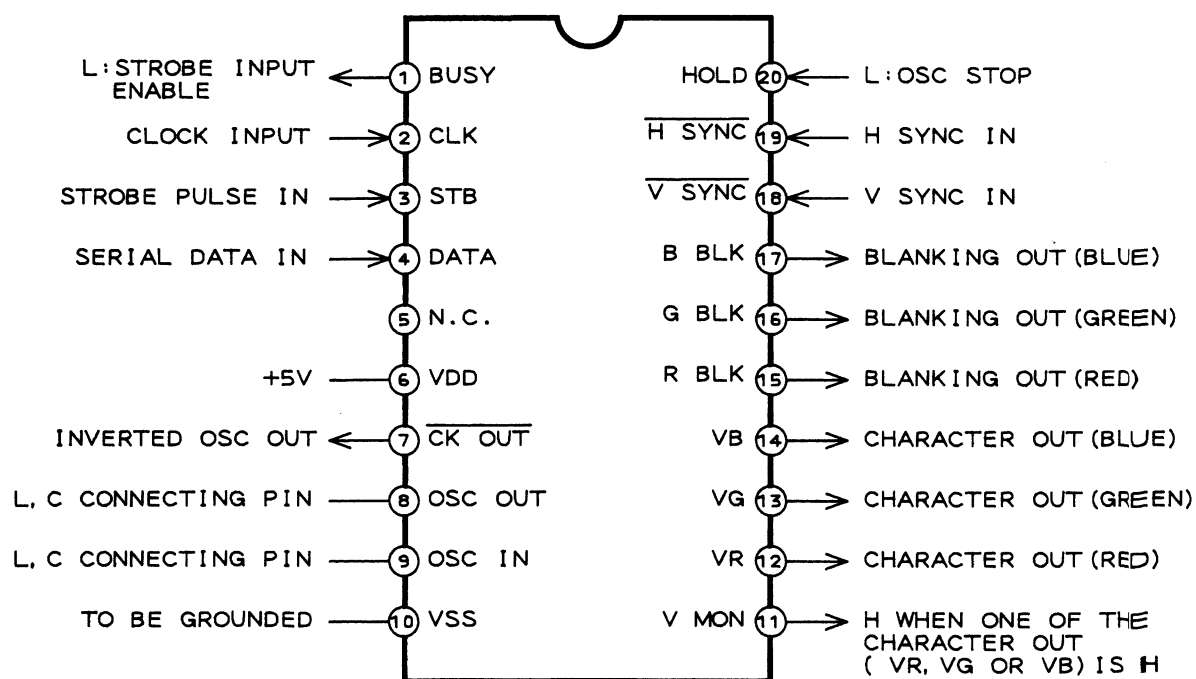 L:STROBE INPUT ENABLE 1 BUSY
CLOCK INPUT 2 CLK
STROBE PULSE IN 3 STB
SERIAL DATA IN 4 DATA
5 N.C.
+5V 6 VDD
INVERTED OSC OUT 7 CK OUT
L, C CONNECTING PIN 8 OSC OUT
L, C CONNECTING PIN 9 OSC IN
TO BE GROUNDED 10 VSS
HOLD 20 L:OSC STOP
H SYNC 19 H SYNC IN
V SYNC 18 V SYNC IN
B BLK 17 BLANKING OUT (BLUE)
G BLK 16 BLANKING OUT (GREEN)
R BLK 15 BLANKING OUT (RED)
VB 14 CHARACTER OUT (BLUE)
VG 13 CHARACTER OUT (GREEN)
VR 12 CHARACTER OUT (RED)
V MON 11 H WHEN ONE OF THE
CHARACTER OUT
( VR, VG OR VB) IS H